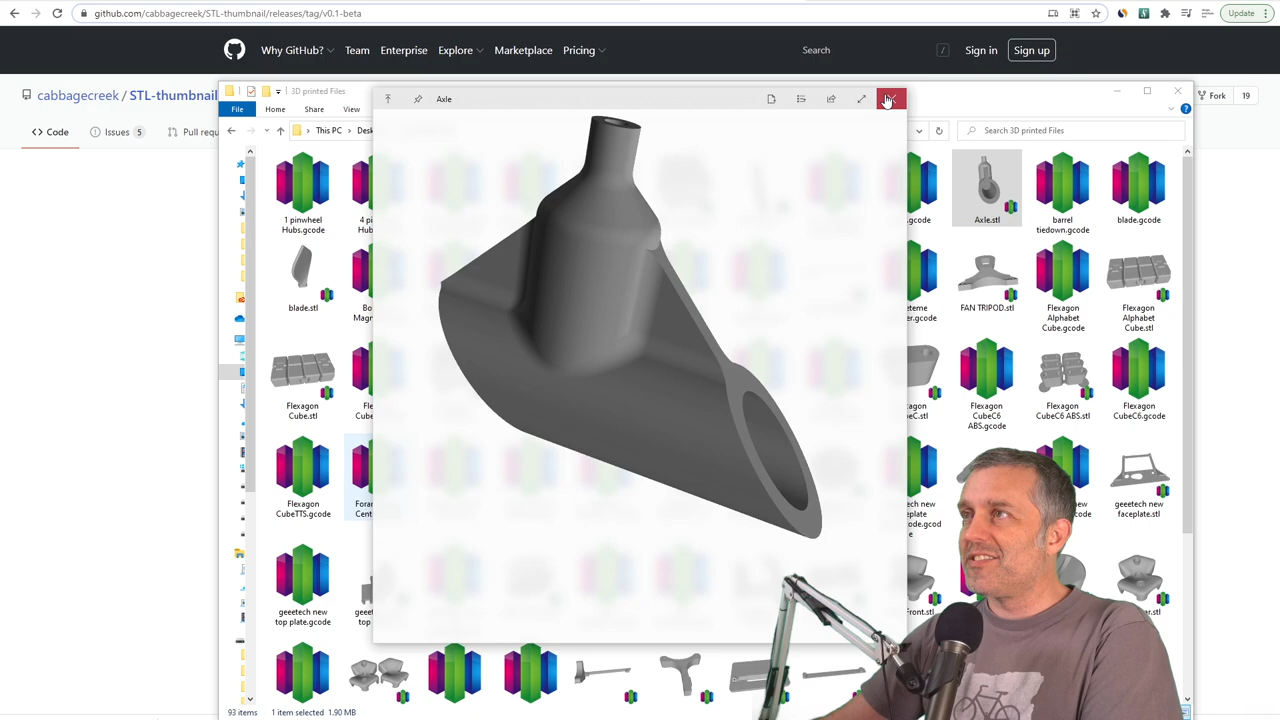 github.com/cabbagecreek/STL-thumbnail/releases/tag/v0.1-beta
Update
Why GitHub?
Team
Enterprise
Explore
Marketplace
Pricing
Search
/
Sign in
Sign up
cabbagecreek / STL-thumbnail
Fork
19
Code
Issues 5
Pull requ
3D printed Files
File
Home
Share
View
This PC
Desk
Search 3D printed Files
Axle
1 pinwheel
Hubs.gcode
.gcode
Axle.stl
barrel
tiedown.gcode
blade.gcode
blade.stl
FAN TRIPOD.stl
Flexagon
Alphabet
Cube.gcode
Flexagon
Alphabet
Cube.stl
Flexagon
Cube.stl
Flexagon
CubeC6
ABS.gcode
Flexagon
CubeC6 ABS.stl
Flexagon
CubeC6.gcode
Flexagon
CubeTTS.gcode
geeetech new
faceplate.stl
geeetech new
top plate.gcode
93 items
1 item selected 1.90 MB